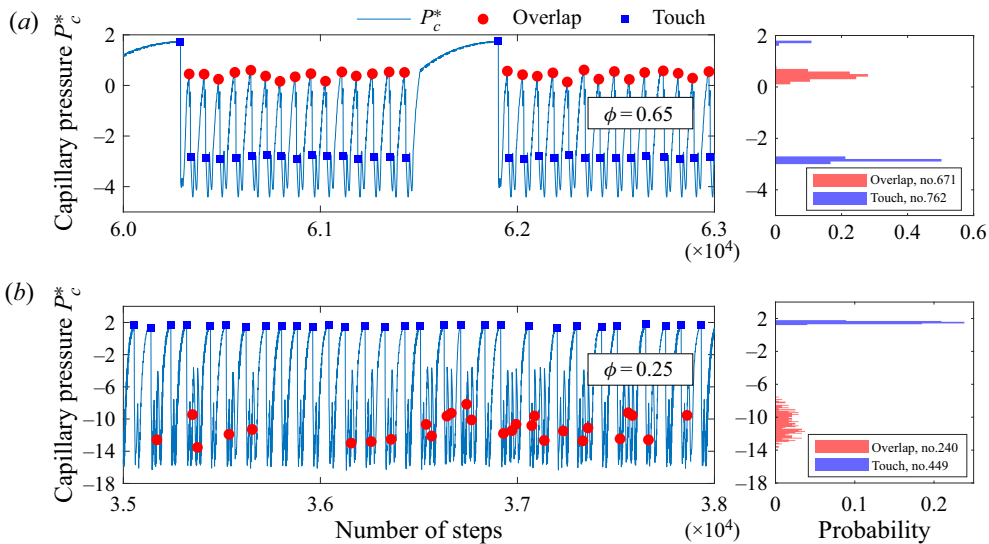 (a)
P*c Overlap Touch
Capillary pressure P*c
2
0
−2
−4
ϕ = 0.65
6.0 6.1 6.2 6.3
(×10⁴)
2
0
−2
−4
Overlap, no.671
Touch, no.762
0 0.2 0.4 0.6
(b)
Capillary pressure P*c
2
−2
−6
−10
−14
−18
ϕ = 0.25
3.5 3.6 3.7 3.8
Number of steps (×10⁴)
2
−2
−6
−10
−14
−18
Overlap, no.240
Touch, no.449
0 0.1 0.2
Probability